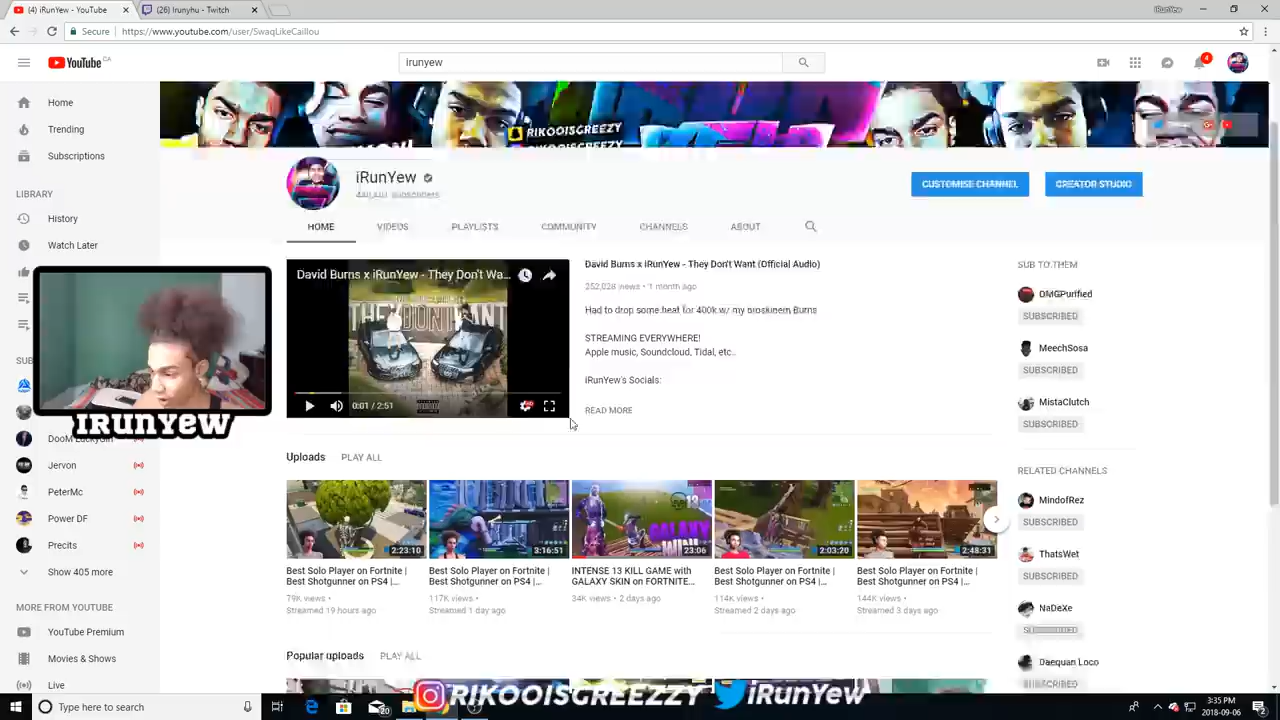 (4) iRunYew - YouTube
(26) Irunyhu - Twitch
iRunYew
Secure
https://www.youtube.com/user/SwaqLikeCaillou
YouTube CA
irunyew
4
Home
Trending
Subscriptions
LIBRARY
History
Watch Later
SUB
DooM LuckyGirl
Jervon
PeterMc
Power DF
Precits
Show 405 more
MORE FROM YOUTUBE
YouTube Premium
Movies & Shows
Live
iRunYew
RIKOOISGREEZY
iRunYew
CUSTOMISE CHANNEL
CREATOR STUDIO
HOME
VIDEOS
PLAYLISTS
COMMUNITY
CHANNELS
ABOUT
David Burns x iRunYew - They Don't Wa...
0:01 / 2:51
David Burns x iRunYew - They Don't Want (Official Audio)
252,028 views • 1 month ago
Had to drop some heat for 400k w/ my Burns
STREAMING EVERYWHERE!
Apple music, Soundcloud, Tidal, etc..
iRunYew's Socials:
READ MORE
Uploads
PLAY ALL
2:23:10
Best Solo Player on Fortnite |
Best Shotgunner on PS4 |...
79K views •
Streamed 19 hours ago
3:16:51
Best Solo Player on Fortnite |
Best Shotgunner on PS4 |...
117K views •
Streamed 1 day ago
GALAXY
WIN
23:06
INTENSE 13 KILL GAME with
GALAXY SKIN on FORTNITE...
34K views • 2 days ago
2:03:20
Best Solo Player on Fortnite |
Best Shotgunner on PS4 |...
114K views •
Streamed 2 days ago
2:48:31
Best Solo Player on Fortnite |
Best Shotgunner on PS4 |...
144K views •
Streamed 3 days ago
Popular uploads
PLAY ALL
SUB TO THEM
OMGPurified
SUBSCRIBED
MeechSosa
SUBSCRIBED
MistaClutch
SUBSCRIBED
RELATED CHANNELS
MindofRez
SUBSCRIBED
ThatsWet
SUBSCRIBED
NaDeXe
Daequan Loco
SUBSCRIBED
RIKOOISGREEZZY
iRunYew
Type here to search
20
3:35 PM
2018-09-06
2